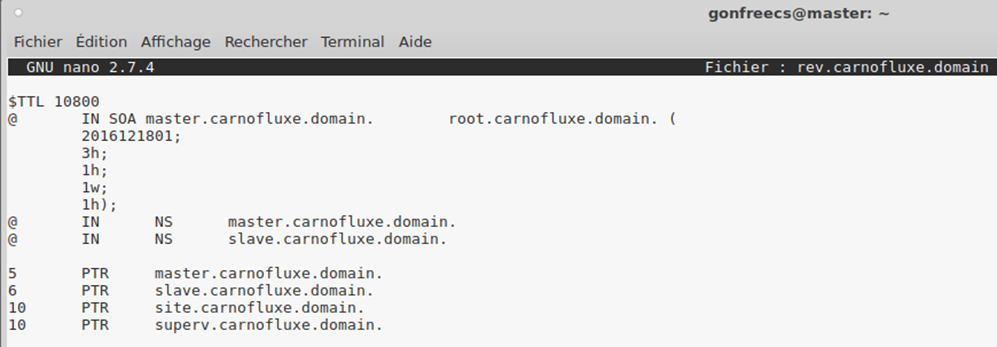 gonfreecs@master: ~
Fichier Édition Affichage Rechercher Terminal Aide
GNU nano 2.7.4 Fichier : rev.carnofluxe.domain
$TTL 10800
@ IN SOA master.carnofluxe.domain. root.carnofluxe.domain. (
2016121801;
3h;
1h;
1w;
1h);
@ IN NS master.carnofluxe.domain.
@ IN NS slave.carnofluxe.domain.
5 PTR master.carnofluxe.domain.
6 PTR slave.carnofluxe.domain.
10 PTR site.carnofluxe.domain.
10 PTR superv.carnofluxe.domain.